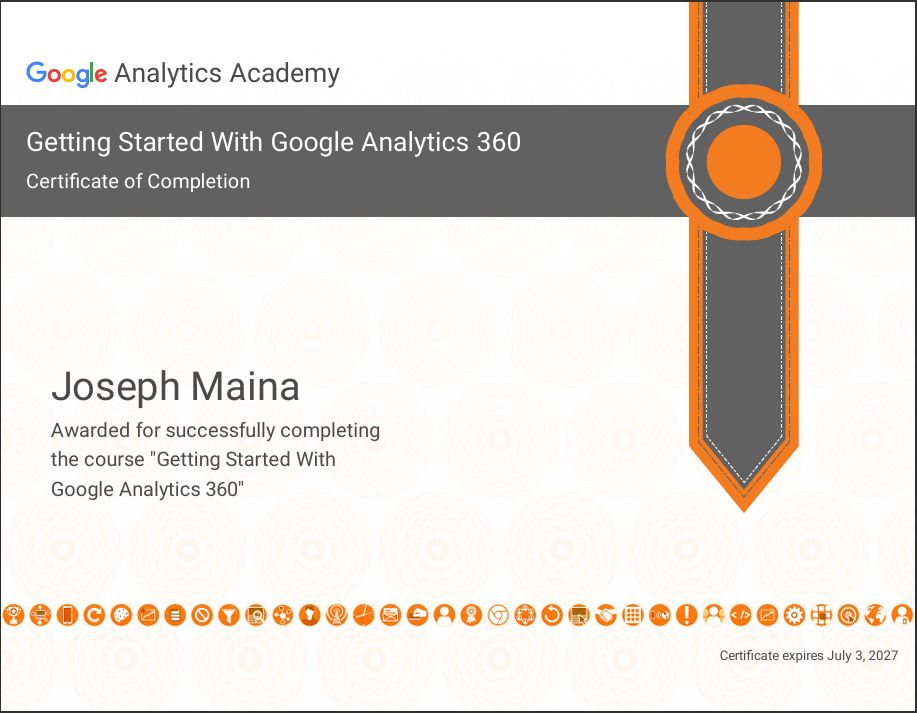 Google Analytics Academy
Getting Started With Google Analytics 360
Certificate of Completion
Joseph Maina
Awarded for successfully completing
the course "Getting Started With
Google Analytics 360"
Certificate expires July 3, 2027